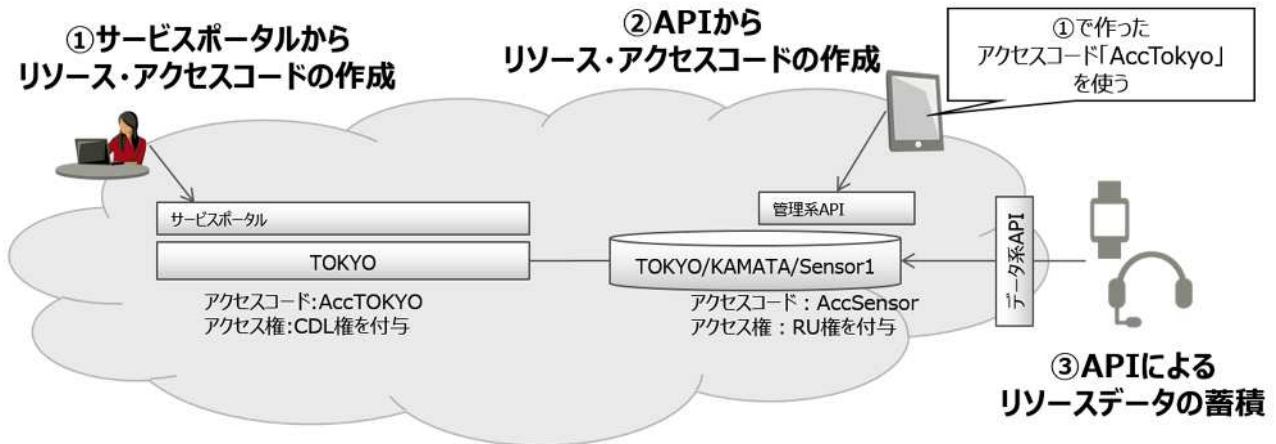 ①サービスポータルから
リソース・アクセスコードの作成
②APIから
リソース・アクセスコードの作成
①で作った
アクセスコード「AccTokyo」
を使う
サービスポータル
TOKYO
アクセスコード:AccTOKYO
アクセス権:CDL権を付与
管理系API
TOKYO/KAMATA/Sensor1
アクセスコード：AccSensor
アクセス権：RU権を付与
データ系API
③APIによる
リソースデータの蓄積